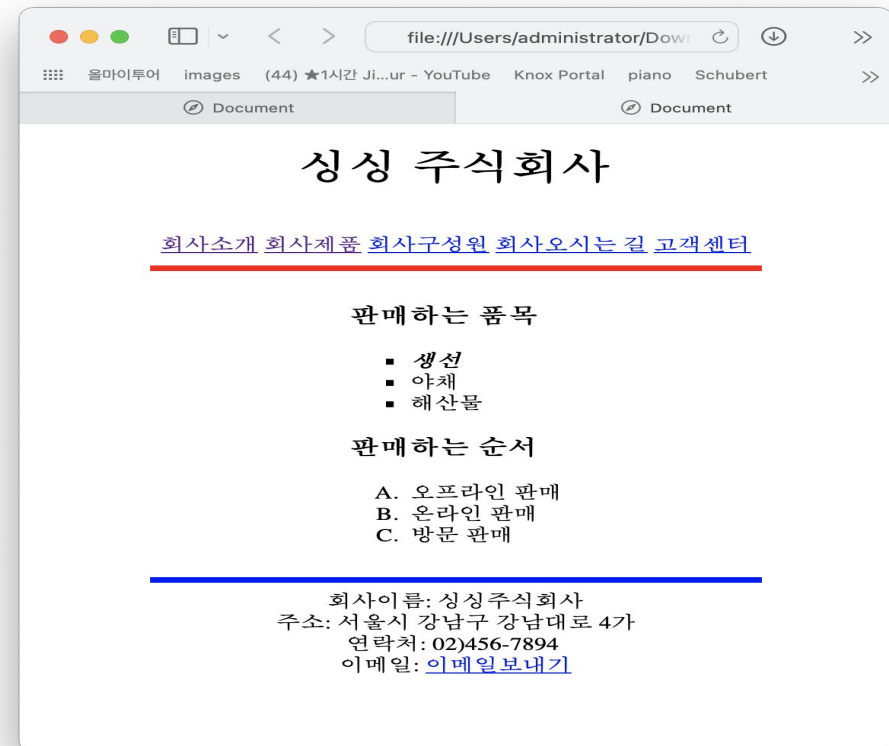 file:///Users/administrator/Dow
올마이투어 images (44) ★1시간 Ji...ur - YouTube Knox Portal piano Schubert
Document Document
싱싱 주식회사
회사소개 회사제품 회사구성원 회사오시는 길 고객센터
판매하는 품목
생선
야채
해산물
판매하는 순서
A. 오프라인 판매
B. 온라인 판매
C. 방문 판매
회사이름: 싱싱주식회사
주소: 서울시 강남구 강남대로 4가
연락처: 02)456-7894
이메일: 이메일보내기